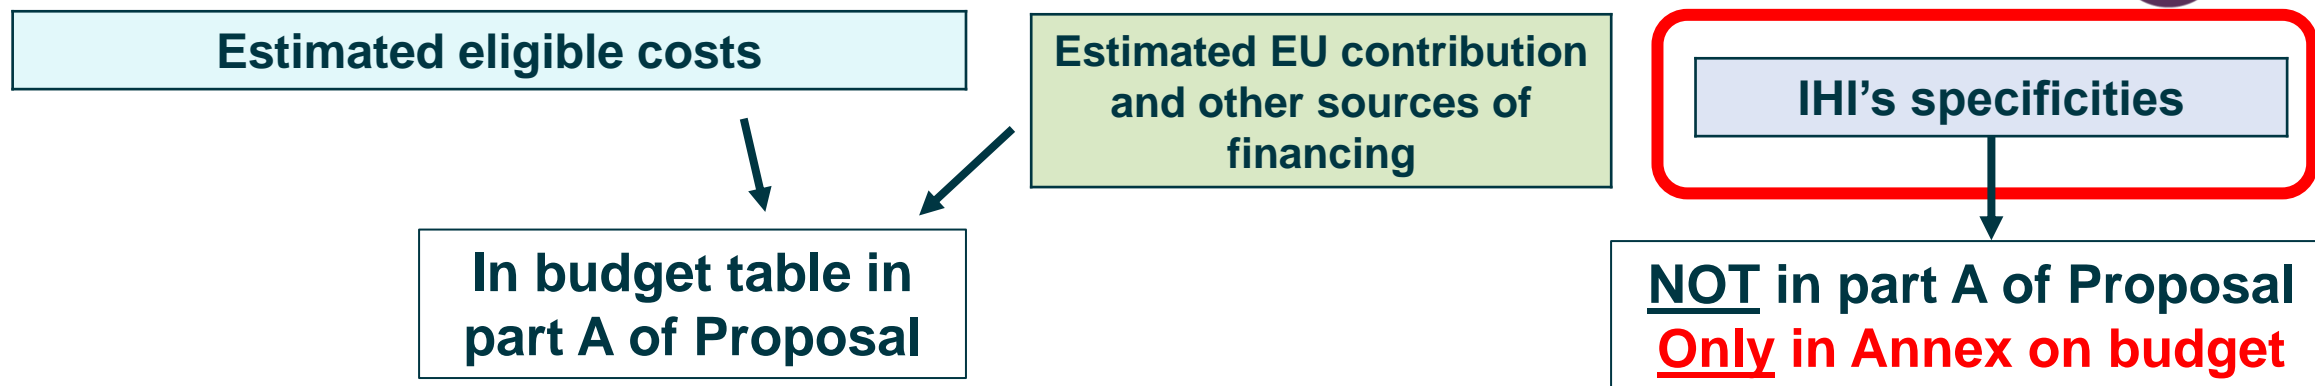 Estimated eligible costs
Estimated EU contribution
and other sources of
financing
IHI’s specificities
In budget table in
part A of Proposal
NOT in part A of Proposal
Only in Annex on budget